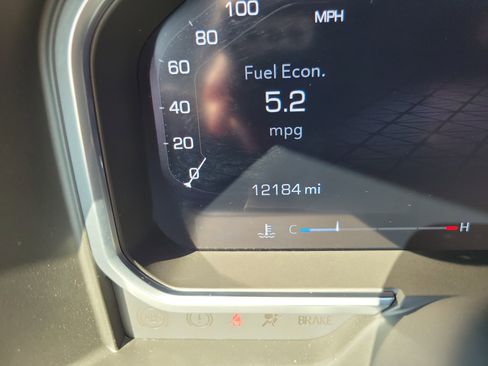 100
MPH
80
Fuel Econ.
60
5.2
40
mpg
20
0
12184 mi
C H
BRAKE